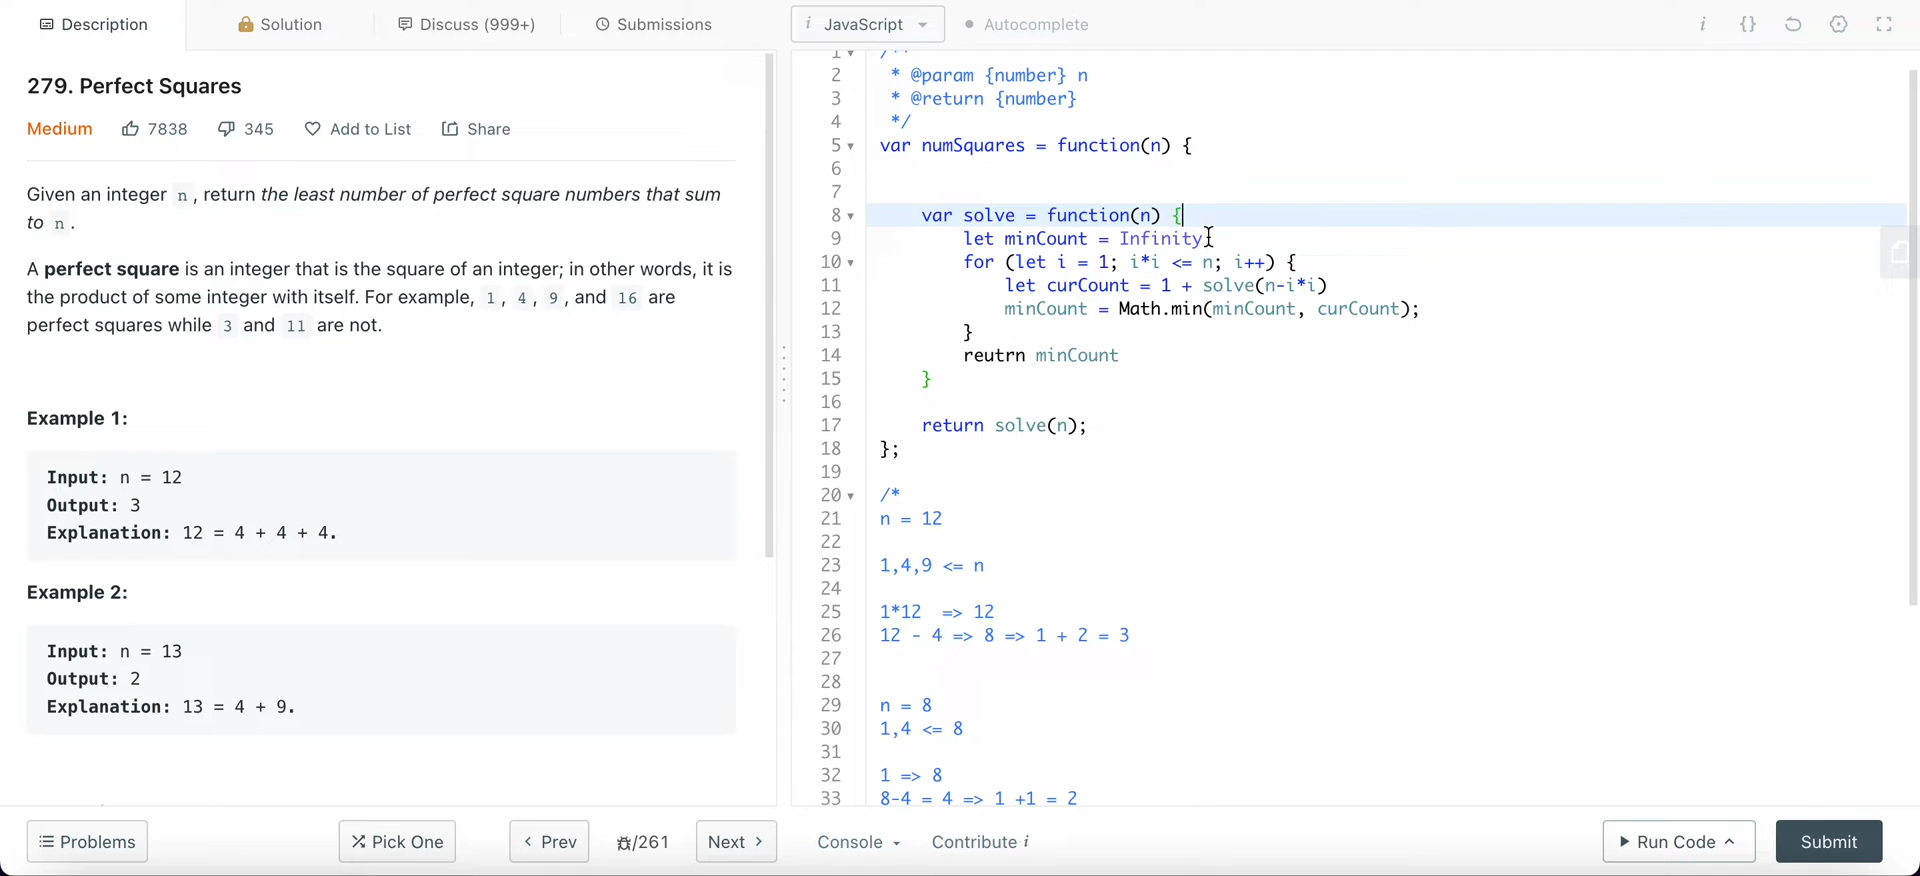 Description
Solution
Discuss (999+)
Submissions
i JavaScript
Autocomplete
i {}
279. Perfect Squares
Medium 7838 345 Add to List Share
Given an integer n , return the least number of perfect square numbers that sum
to n .
A perfect square is an integer that is the square of an integer; in other words, it is
the product of some integer with itself. For example, 1 , 4 , 9 , and 16 are
perfect squares while 3 and 11 are not.
Example 1:
Input: n = 12
Output: 3
Explanation: 12 = 4 + 4 + 4.
Example 2:
Input: n = 13
Output: 2
Explanation: 13 = 4 + 9.
1 /**
2 * @param {number} n
3 * @return {number}
4 */
5 var numSquares = function(n) {
6
7
8 var solve = function(n) {
9 let minCount = Infinity
10 for (let i = 1; i*i <= n; i++) {
11 let curCount = 1 + solve(n-i*i)
12 minCount = Math.min(minCount, curCount);
13 }
14 reutrn minCount
15 }
16
17 return solve(n);
18 };
19
20 /*
21 n = 12
22
23 1,4,9 <= n
24
25 1*12 => 12
26 12 - 4 => 8 => 1 + 2 = 3
27
28
29 n = 8
30 1,4 <= 8
31
32 1 => 8
33 8-4 = 4 => 1 +1 = 2
Problems
Pick One
Prev
/261
Next
Console
Contribute i
Run Code
Submit